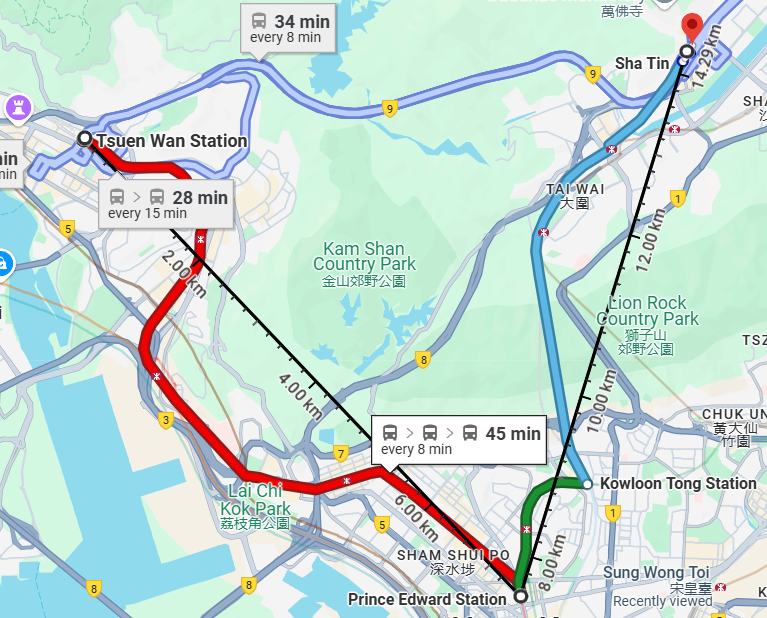 34 min
every 8 min
萬佛寺
Sha Tin
14.29 km
9
9
Tsuen Wan Station
min
min
28 min
every 15 min
5
TAI WAI
大圍
1
12.00 km
2.00 km
Kam Shan
Country Park
金山郊野公園
Lion Rock
Country Park
獅子山
郊野公園
8
4.00 km
10.00 km
3
45 min
every 8 min
CHUK UN
黃大仙
竹園
7
Lai Chi
Kok Park
荔枝角公園
6.00 km
5
Kowloon Tong Station
1
SHAM SHUI PO
深水埗
8.00 km
Sung Wong Toi
宋皇臺
Recently viewed
8
8
Prince Edward Station